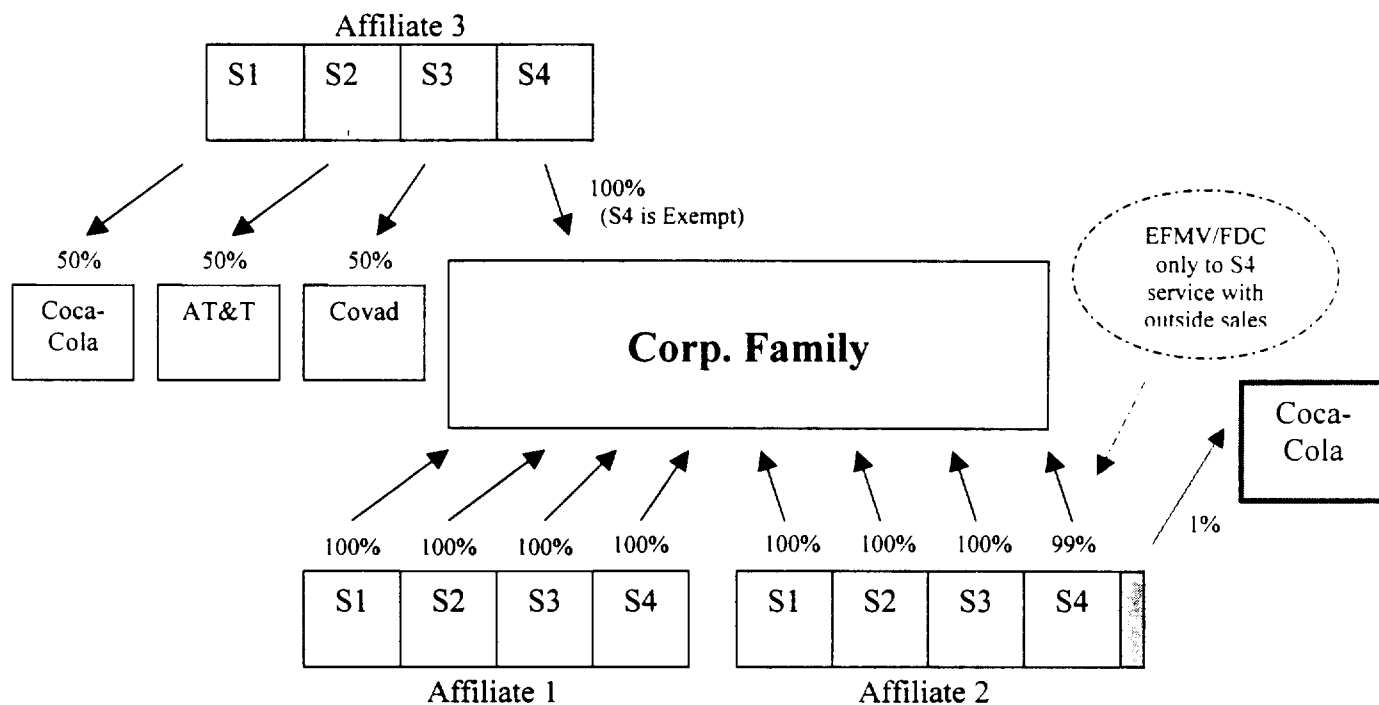 Affiliate 3
S1 S2 S3 S4
100%
(S4 is Exempt)
50% 50% 50%
Coca-
Cola
AT&T
Covad
Corp. Family
EFMV/FDC
only to S4
service with
outside sales
Coca-
Cola
1%
100% 100% 100% 100%
100% 100% 100% 99%
S1 S2 S3 S4
S1 S2 S3 S4
Affiliate 1
Affiliate 2